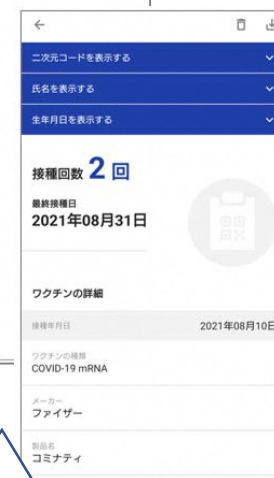 二次元コードを表示する
氏名を表示する
生年月日を表示する
接種回数 2 回
最終接種日
2021年08月31日
ワクチンの詳細
接種年月日 2021年08月10日
ワクチンの種類
COVID-19 mRNA
メーカー
ファイザー
製品名
コミナティ